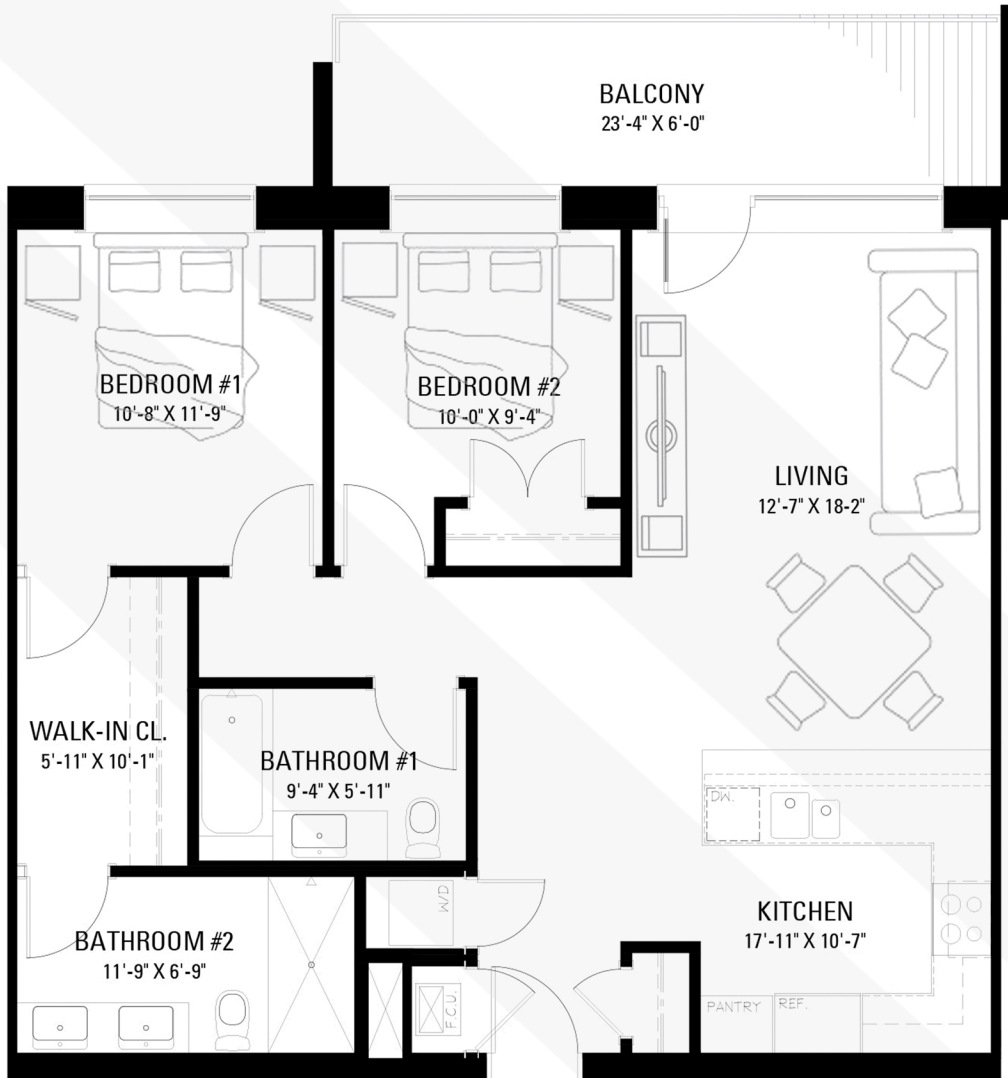 BALCONY
23'-4" X 6'-0"
BEDROOM #1
10'-8" X 11'-9"
BEDROOM #2
10'-0" X 9'-4"
LIVING
12'-7" X 18-2"
WALK-IN CL.
5'-11" X 10'-1"
BATHROOM #1
9'-4" X 5'-11"
DW.
W/D
KITCHEN
17'-11" X 10'-7"
BATHROOM #2
11'-9" X 6'-9"
F.C.U.
PANTRY
REF.